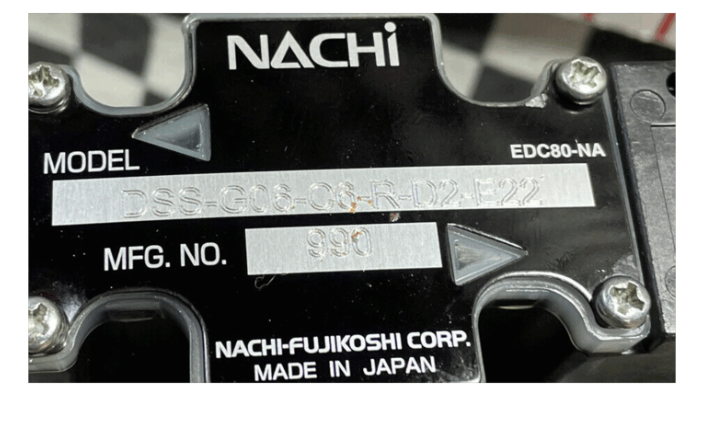 NACHi
MODEL
EDC80-NA
DSS-G06-C6-R-D2-E22
MFG. NO.
990
NACHI-FUJIKOSHI CORP.
MADE IN JAPAN